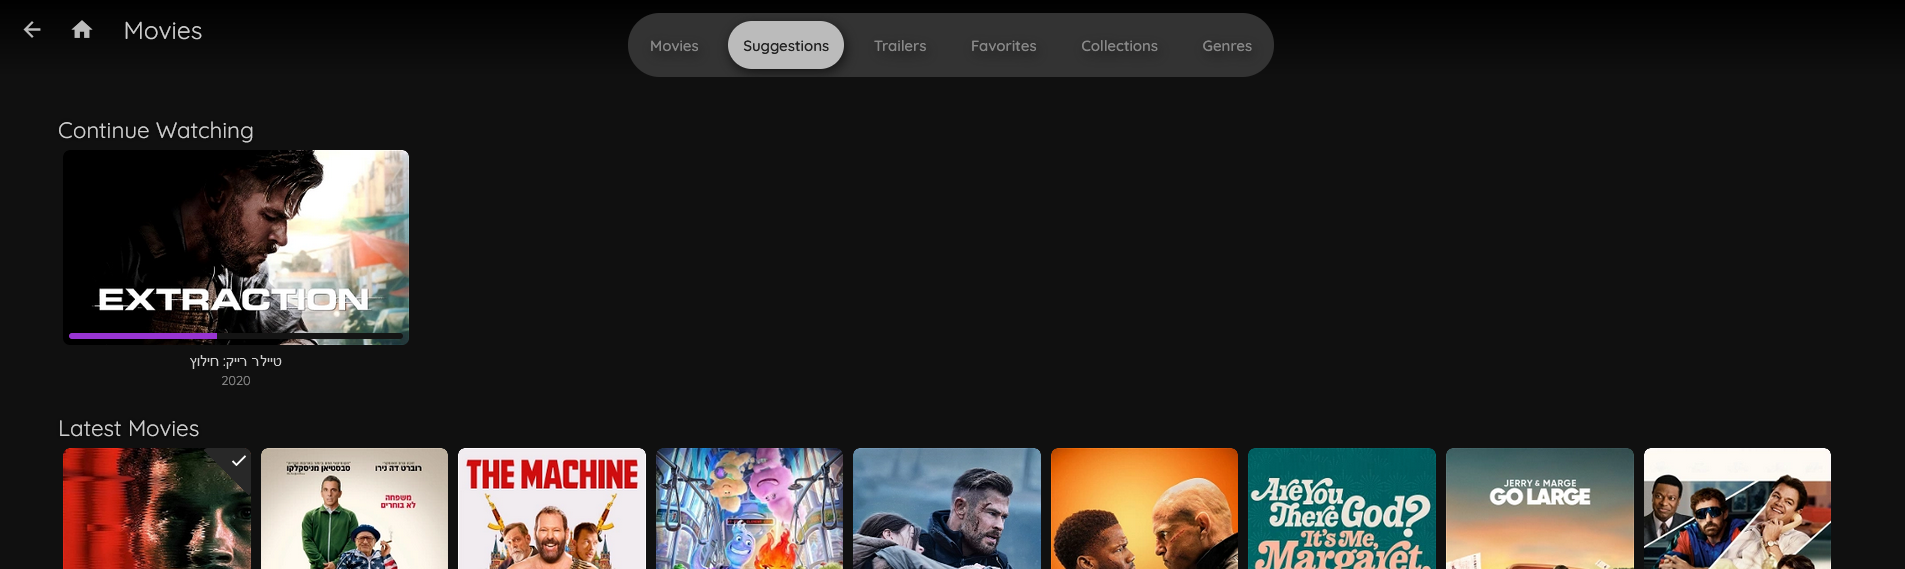 Movies
Movies Suggestions Trailers Favorites Collections Genres
Continue Watching
EXTRACTION
טיילר רייק: חילוץ
2020
Latest Movies
סבסטיאן מניסקלקו
רוברט דה נירו
משפחה
לא בוחרים
THE MACHINE
Are You
There God?
It's Me,
Margaret.
JERRY & MARGE
GO LARGE